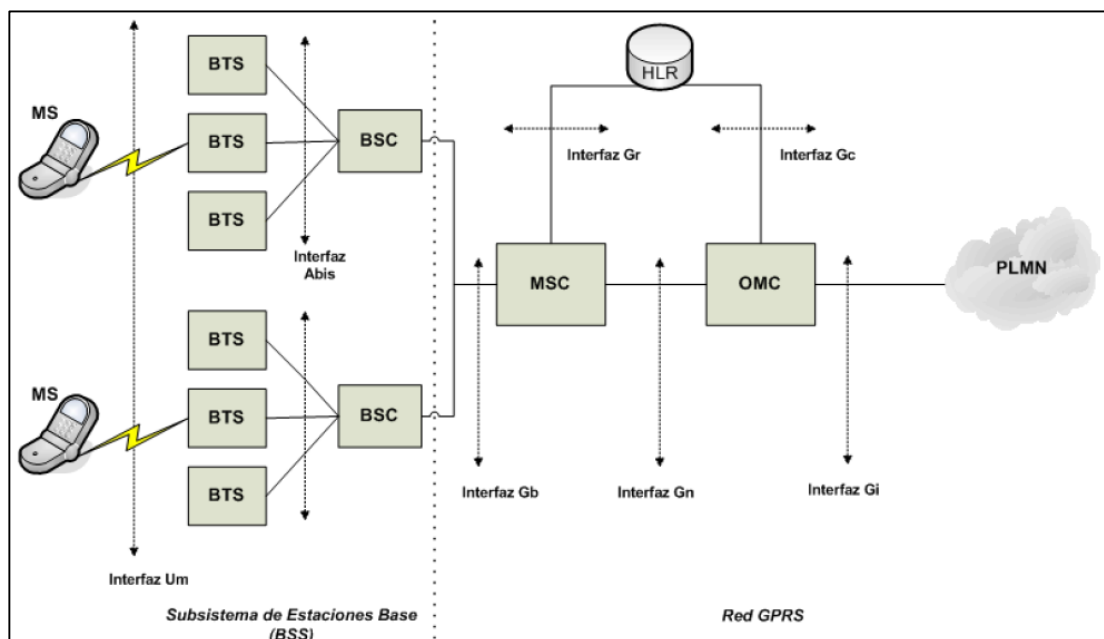 HLR
BTS
MS
BTS
BSC
Interfaz Gr
Interfaz Gc
BTS
Interfaz
Abis
MSC
OMC
PLMN
BTS
MS
BTS
BSC
BTS
Interfaz Gb
Interfaz Gn
Interfaz Gi
Interfaz Um
Subsistema de Estaciones Base
(BSS)
Red GPRS